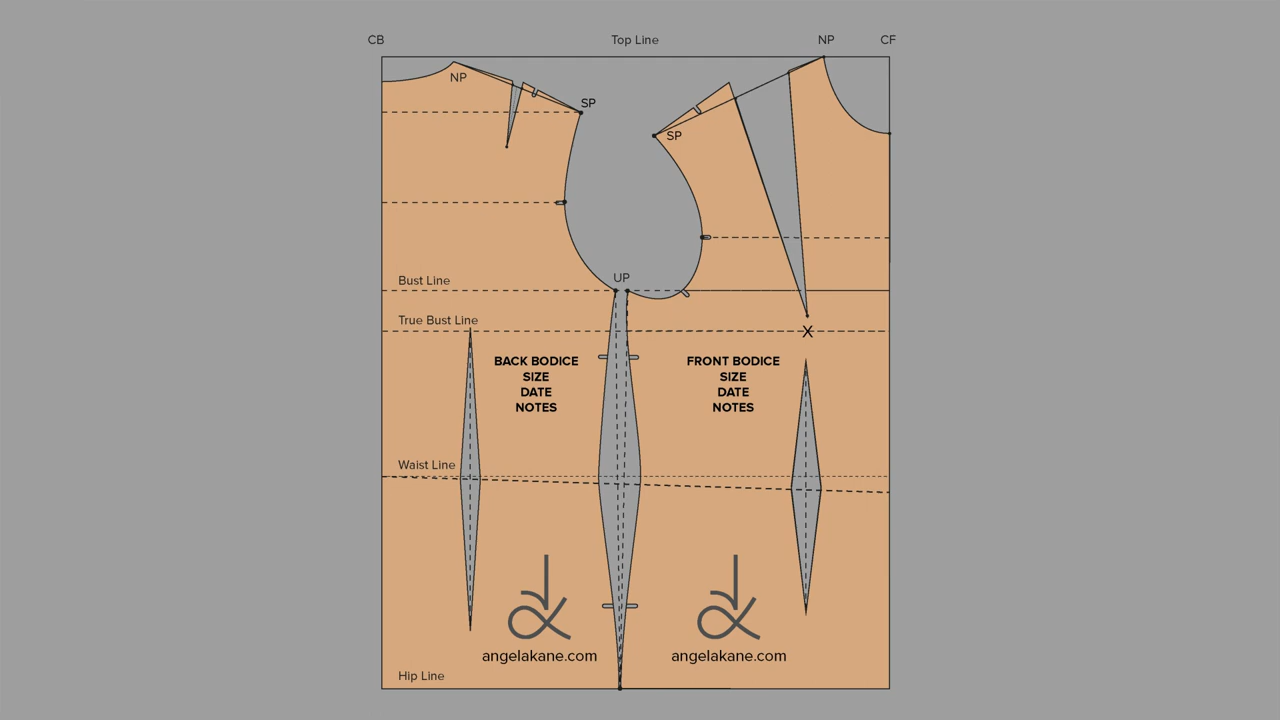 CB
Top Line
NP
CF
NP
SP
SP
UP
Bust Line
True Bust Line
X
BACK BODICE
SIZE
DATE
NOTES
FRONT BODICE
SIZE
DATE
NOTES
Waist Line
angelakane.com
angelakane.com
Hip Line